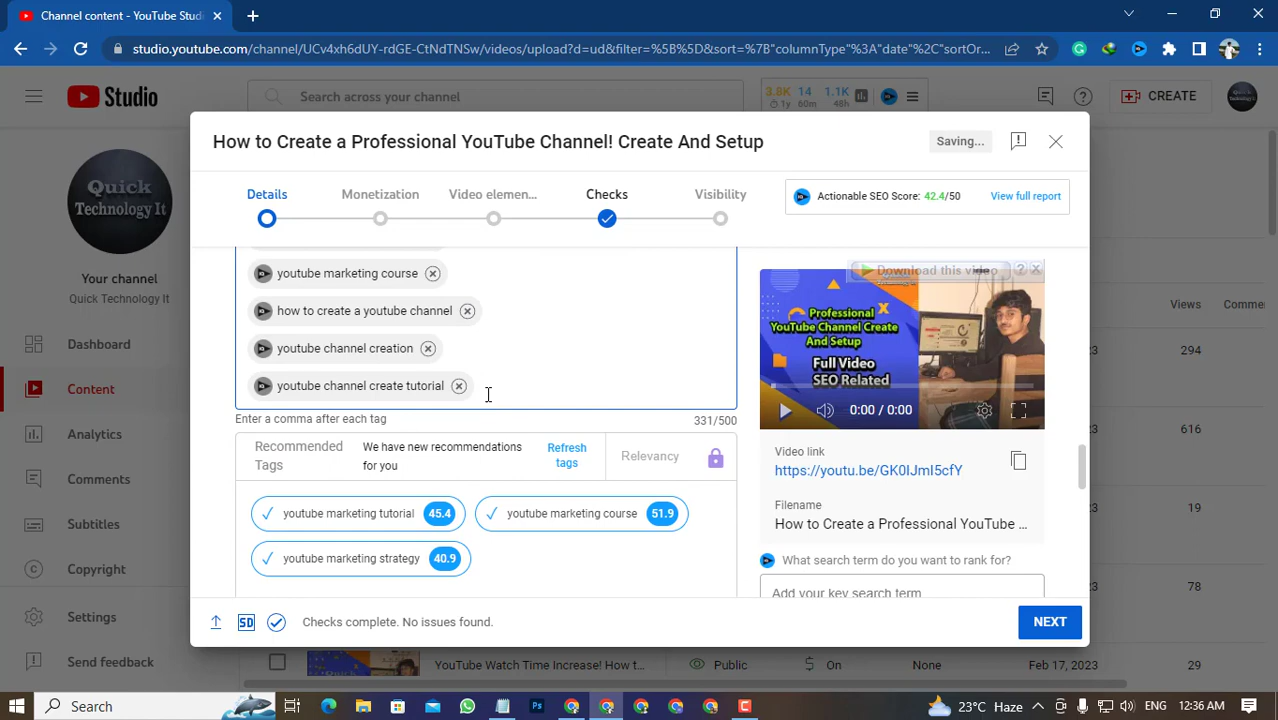 Channel content - YouTube Stud
studio.youtube.com/channel/UCv4xh6dUY-rdGE-CtNdTNSw/videos/upload?d=ud&filter=%5B%5D&sort=%7B"columnType"%3A"date"%2C"sortOr...
Studio
Search across your channel
3.8K 14 1.1K
1y 60m 48h
CREATE
How to Create a Professional YouTube Channel! Create And Setup
Saving...
Details
Monetization
Video elemen...
Checks
Visibility
Actionable SEO Score: 42.4/50
View full report
Quick
Technology It
Your channel
Quick Technology It
Dashboard
Content
Analytics
Comments
Subtitles
Copyright
Settings
Send feedback
youtube marketing course
how to create a youtube channel
youtube channel creation
youtube channel create tutorial
Enter a comma after each tag
331/500
Recommended Tags
We have new recommendations for you
Refresh tags
Relevancy
youtube marketing tutorial 45.4
youtube marketing course 51.9
youtube marketing strategy 40.9
Download this video
Professional
YouTube Channel Create
And Setup
Full Video
SEO Related
0:00 / 0:00
Video link
https://youtu.be/GK0IJmI5cfY
Filename
How to Create a Professional YouTube ...
What search term do you want to rank for?
Add your key search term
SD
Checks complete. No issues found.
NEXT
Views
Comme
294
616
78
YouTube Watch Time Increase! How t...
Public
On
None
Feb 17, 2023
29
Search
23°C Haze
ENG
12:36 AM